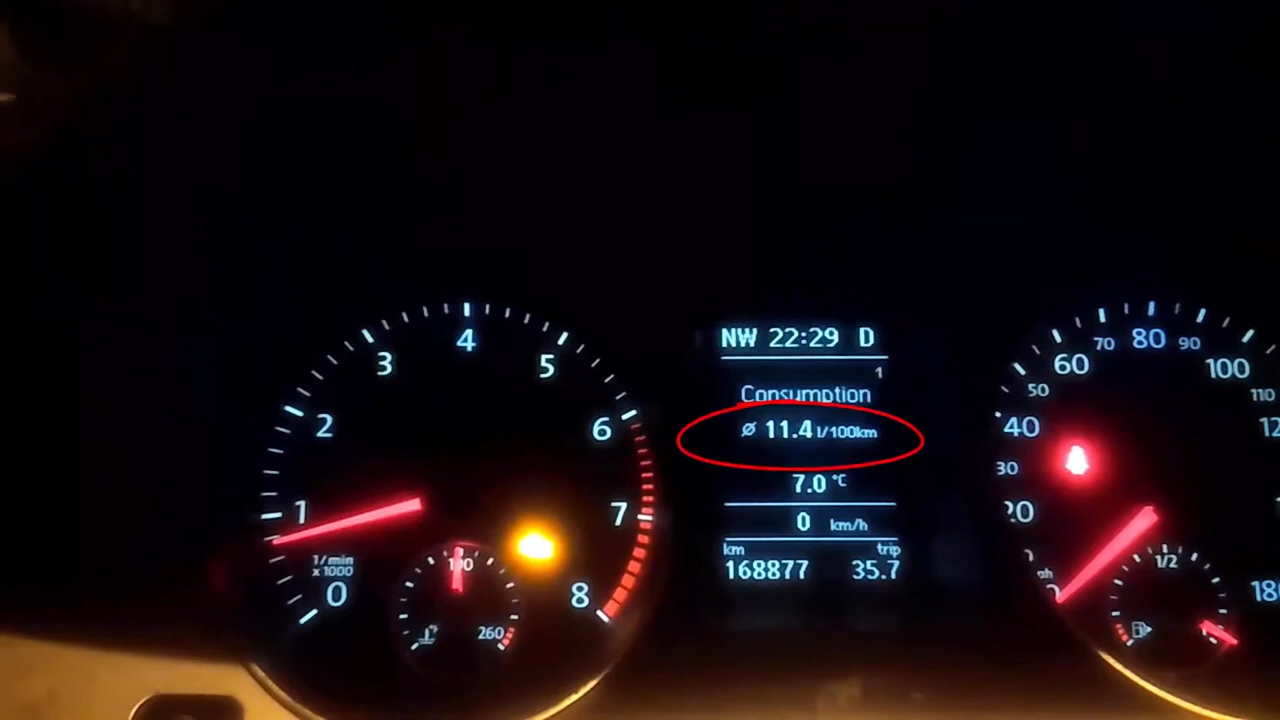 4
3
5
2
6
1
7
1/min
x 1000
0
8
260
NW 22:29 D
1
Consumption
Ø 11.4 l/100km
7.0 °C
0 km/h
km trip
168877 35.7
80
70
90
60
100
50
110
40
30
20
1/2